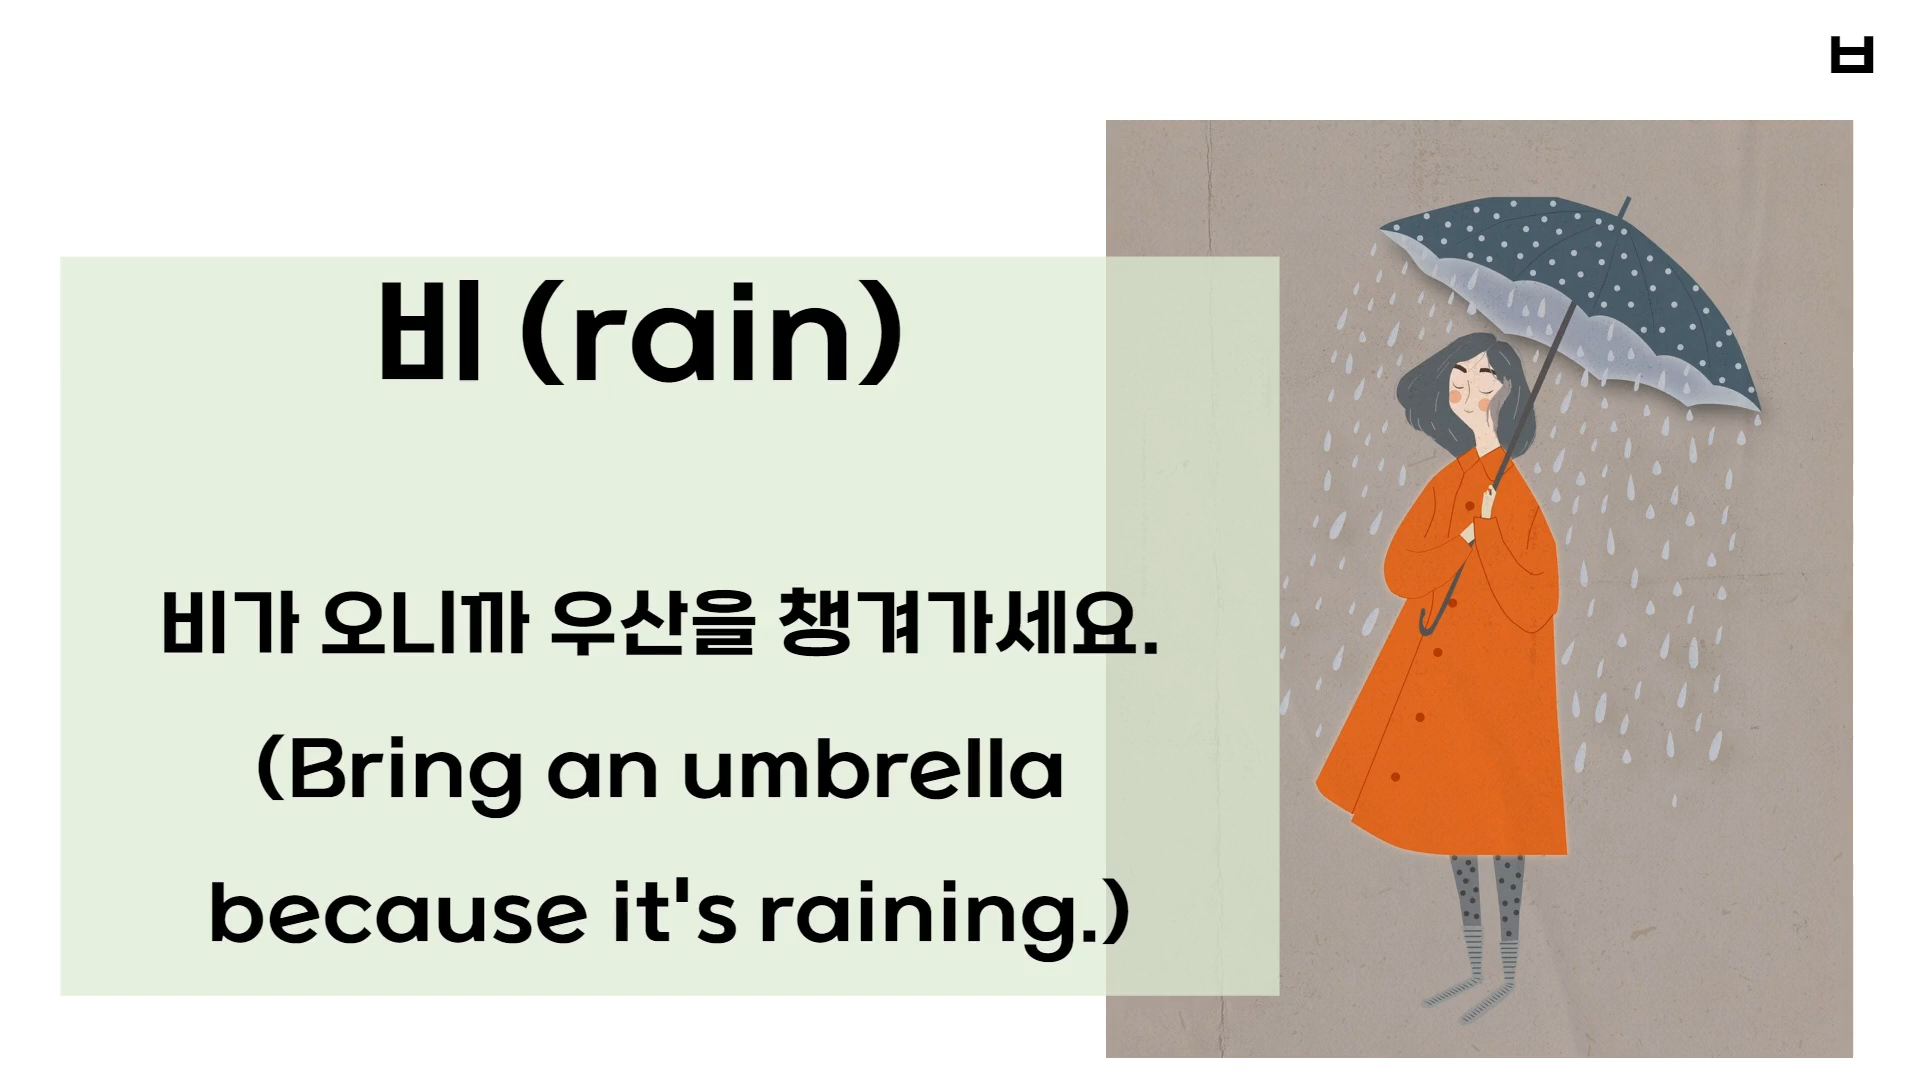 ㅂ
비 (rain)
비가 오니까 우산을 챙겨가세요.
(Bring an umbrella
because it's raining.)